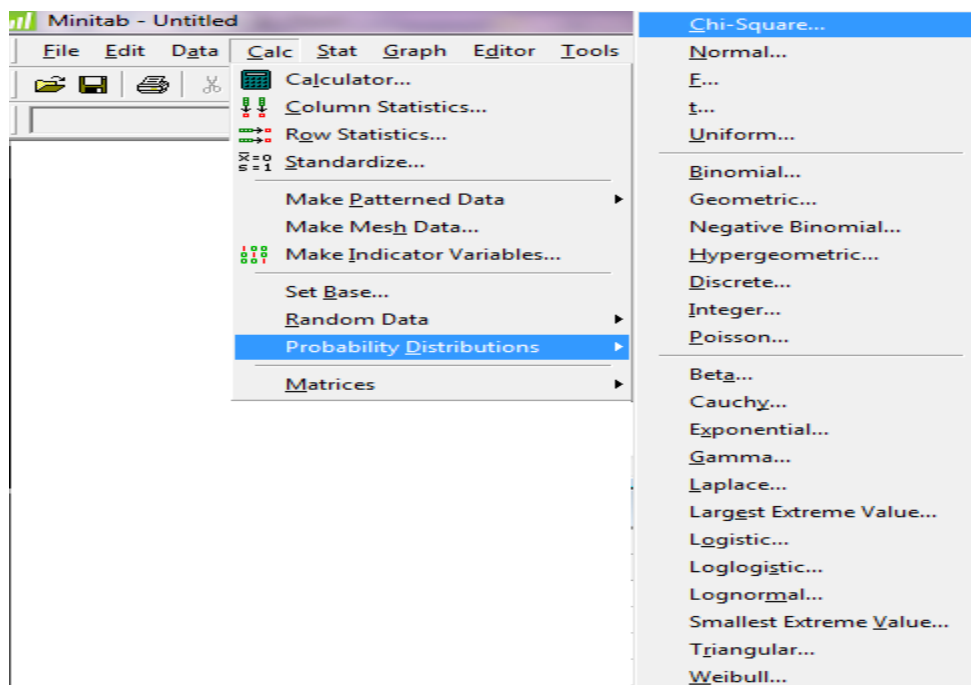 Minitab - Untitled
File Edit Data Calc Stat Graph Editor Tools
Calculator...
Column Statistics...
Row Statistics...
x=0
s=1 Standardize...
Make Patterned Data
Make Mesh Data...
Make Indicator Variables...
Set Base...
Random Data
Probability Distributions
Matrices
Chi-Square...
Normal...
F...
t...
Uniform...
Binomial...
Geometric...
Negative Binomial...
Hypergeometric...
Discrete...
Integer...
Poisson...
Beta...
Cauchy...
Exponential...
Gamma...
Laplace...
Largest Extreme Value...
Logistic...
Loglogistic...
Lognormal...
Smallest Extreme Value...
Triangular...
Weibull...